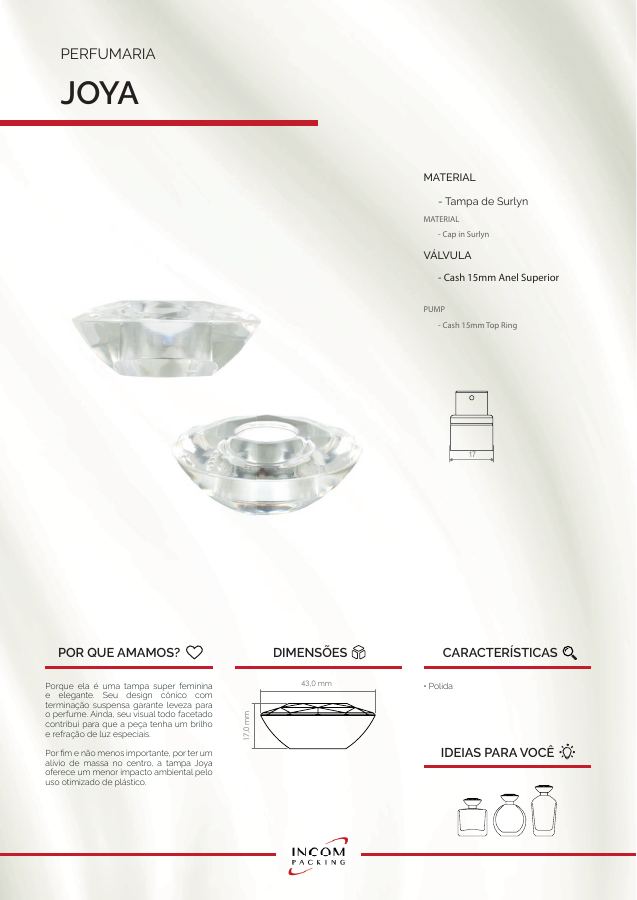 PERFUMARIA
JOYA
MATERIAL
- Tampa de Surlyn
MATERIAL
- Cap in Surlyn
VÁLVULA
- Cash 15mm Anel Superior
PUMP
- Cash 15mm Top Ring
17
POR QUE AMAMOS?
Porque ela é uma tampa super feminina
e elegante. Seu design cônico com
terminação suspensa garante leveza para
o perfume. Ainda, seu visual todo facetado
contribui para que a peça tenha um brilho
e refração de luz especiais.
Por fim e não menos importante, por ter um
alívio de massa no centro, a tampa Joya
oferece um menor impacto ambiental pelo
uso otimizado de plástico.
DIMENSÕES
43,0 mm
17,0 mm
CARACTERÍSTICAS
• Polida
IDEIAS PARA VOCÊ
INCOM
PACKING